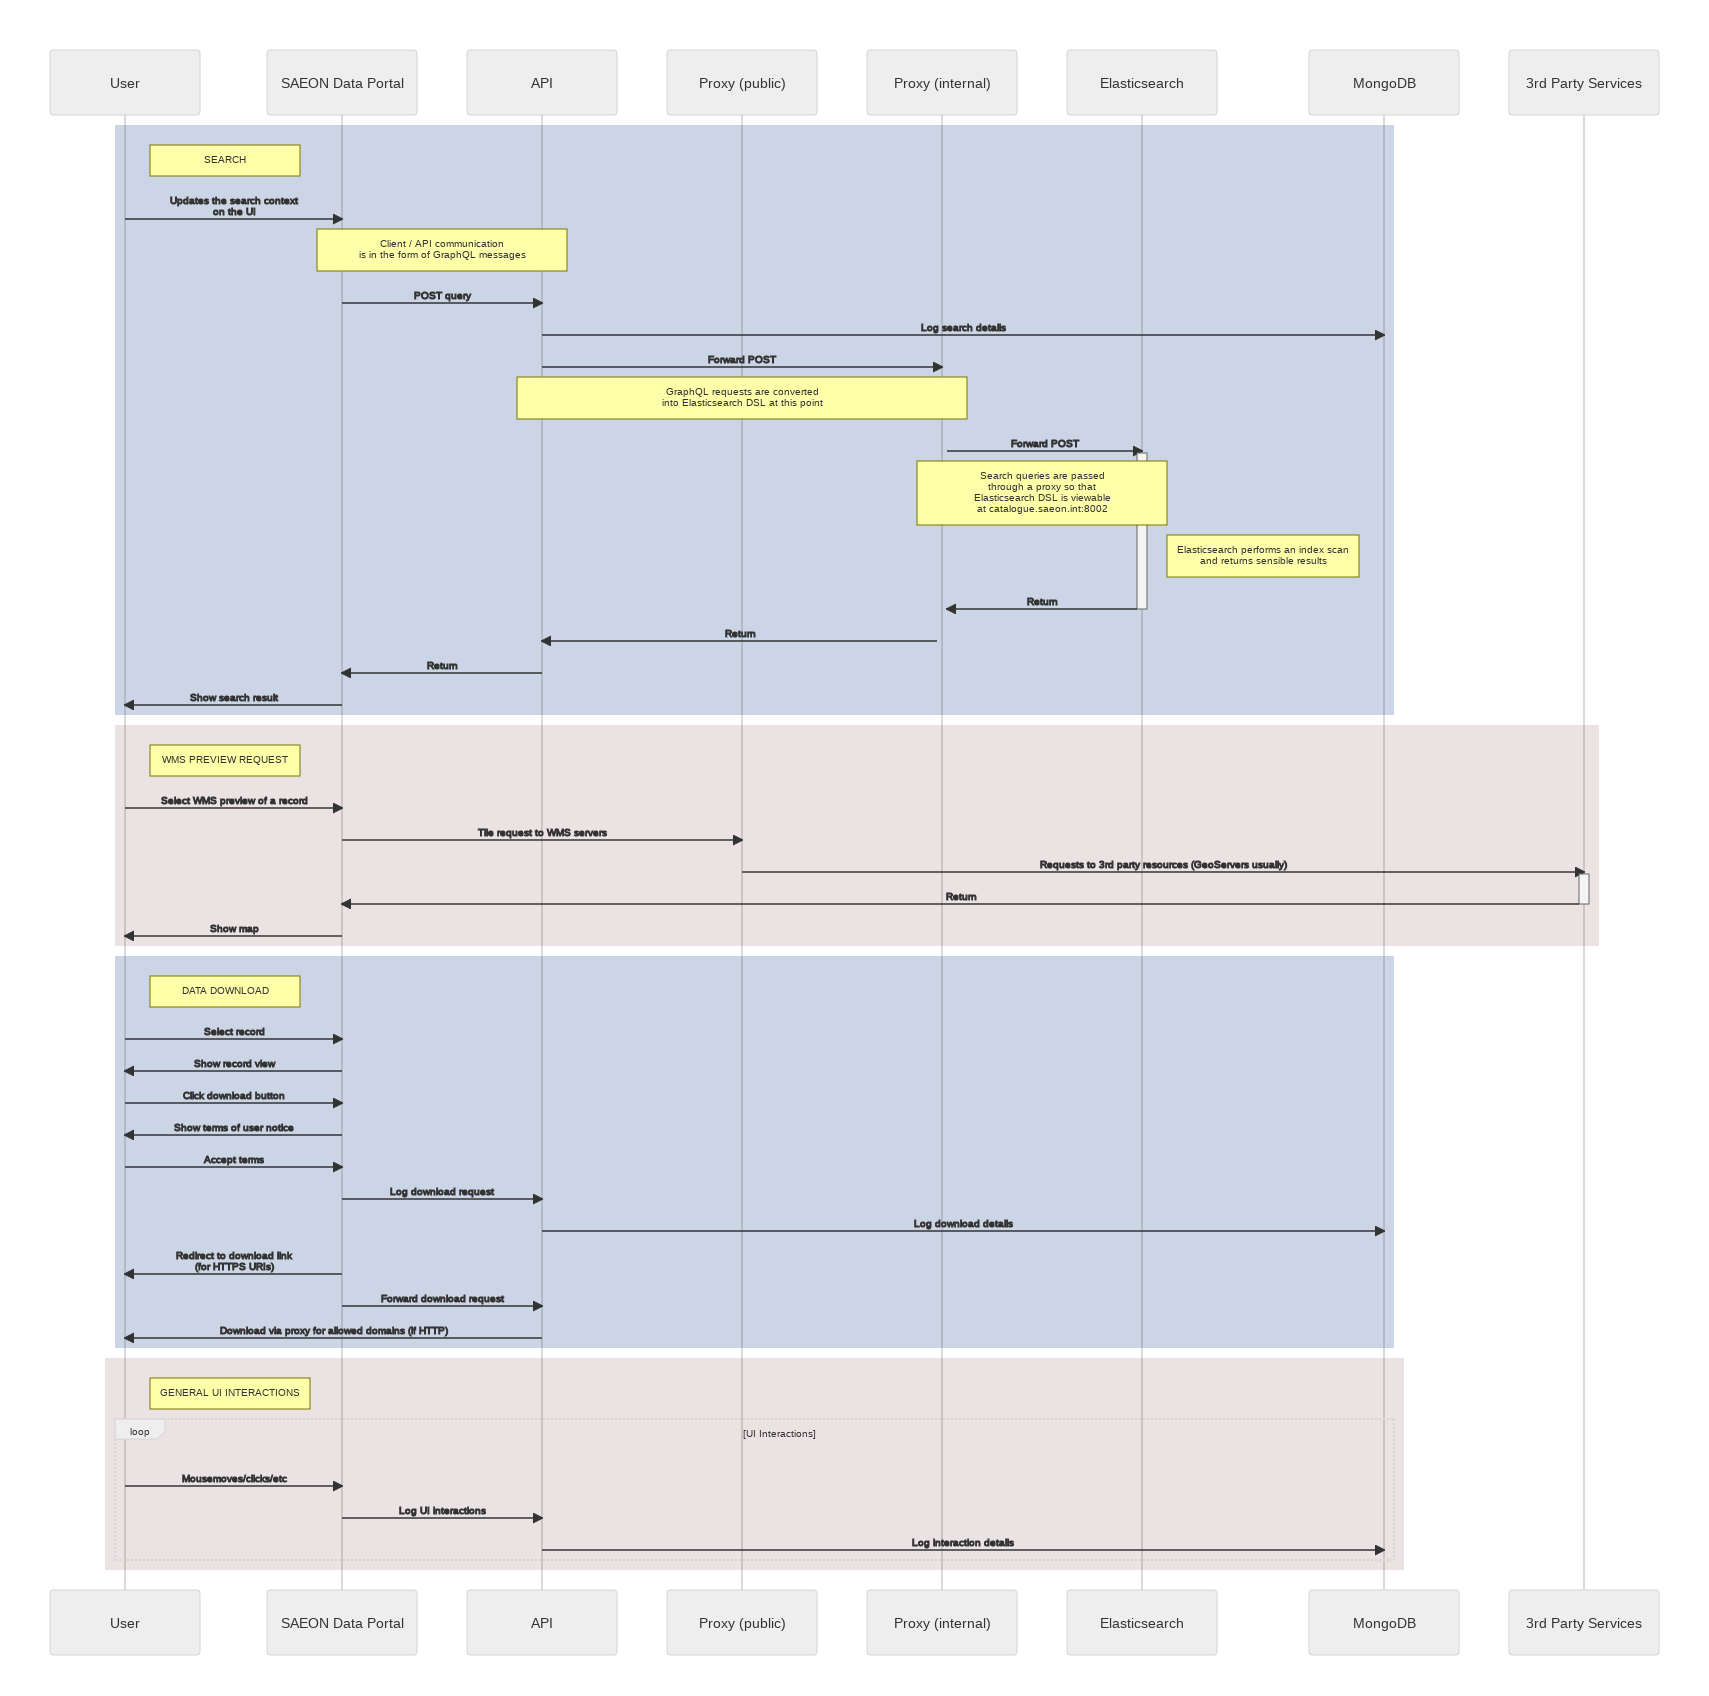 User
SAEON Data Portal
API
Proxy (public)
Proxy (internal)
Elasticsearch
MongoDB
3rd Party Services
SEARCH
Updates the search context
on the UI
Client / API communication
is in the form of GraphQL messages
POST query
Log search details
Forward POST
GraphQL requests are converted
into Elasticsearch DSL at this point
Forward POST
Search queries are passed
through a proxy so that
Elasticsearch DSL is viewable
at catalogue.saeon.int:8002
Elasticsearch performs an index scan
and returns sensible results
Return
Return
Return
Show search result
WMS PREVIEW REQUEST
Select WMS preview of a record
Tile request to WMS servers
Requests to 3rd party resources (GeoServers usually)
Return
Show map
DATA DOWNLOAD
Select record
Show record view
Click download button
Show terms of user notice
Accept terms
Log download request
Log download details
Redirect to download link
(for HTTPS URIs)
Forward download request
Download via proxy for allowed domains (if HTTP)
GENERAL UI INTERACTIONS
loop
[UI Interactions]
Mousemoves/clicks/etc
Log UI interactions
Log interaction details
User
SAEON Data Portal
API
Proxy (public)
Proxy (internal)
Elasticsearch
MongoDB
3rd Party Services